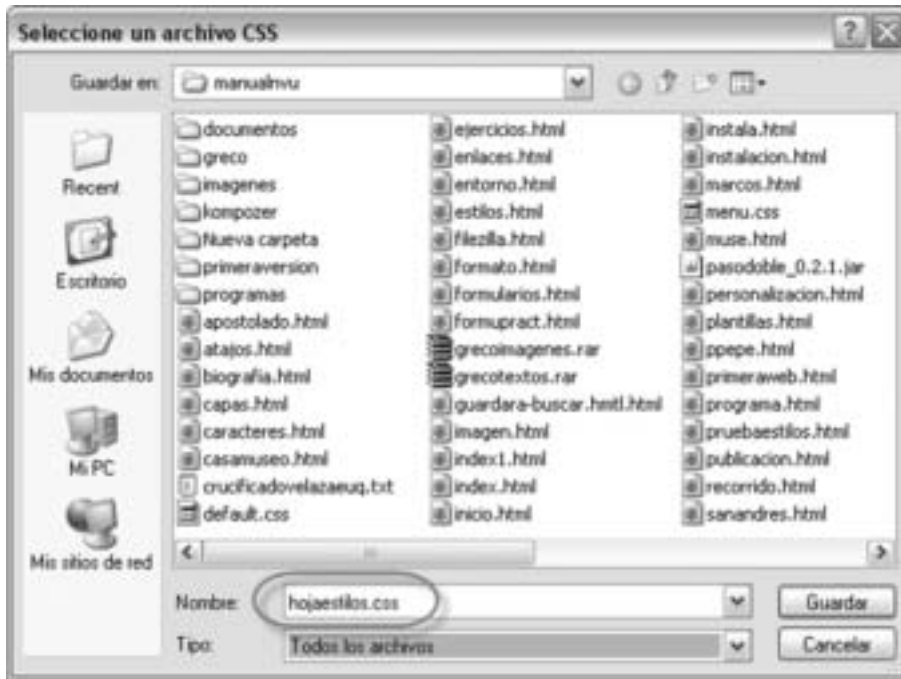 Seleccione un archivo CSS
Guardar en: manualnvu
Recent
Escritorio
Mis documentos
Mi PC
Mis sitios de red
documentos
greco
imagenes
kompozer
Nueva carpeta
primeraversion
programas
apostolado.html
atajos.html
biografia.html
capas.html
caracteres.html
casamuseo.html
crucificadovelazaeuq.txt
default.css
ejercicios.html
enlaces.html
entorno.html
estilos.html
filezilla.html
formato.html
formularios.html
formupract.html
grecoimagenes.rar
grecotextos.rar
guardara-buscar.hmtl.html
imagen.html
index1.html
index.html
inicio.html
instala.html
instalacion.html
marcos.html
menu.css
muse.html
pasodoble_0.2.1.jar
personalizacion.html
plantillas.html
ppepe.html
primeraweb.html
programa.html
pruebaestilos.html
publicacion.html
recorrido.html
sanandres.html
Nombre: hojaestilos.css Guardar
Tipo: Todos los archivos Cancelar